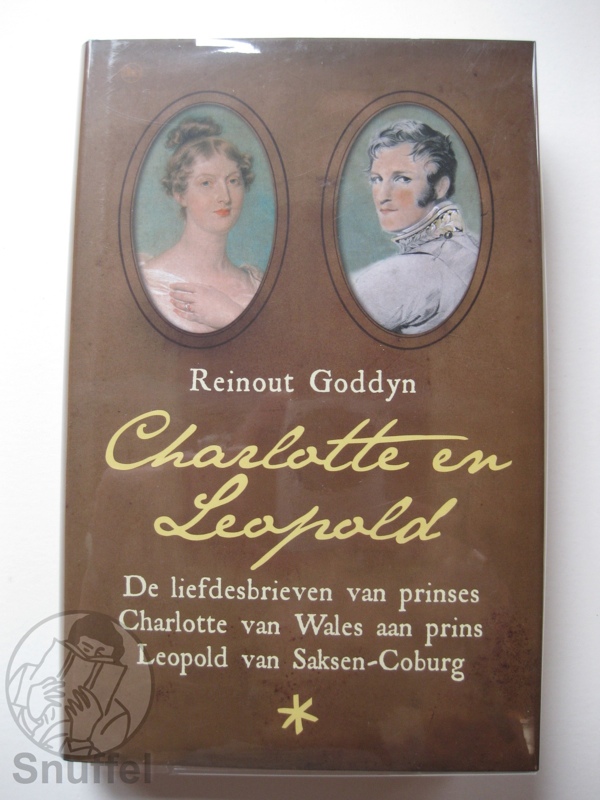 Reinout Goddyn
Charlotte en
Leopold
De liefdesbrieven van prinses
Charlotte van Wales aan prins
Leopold van Saksen-Coburg
*
Snuffel